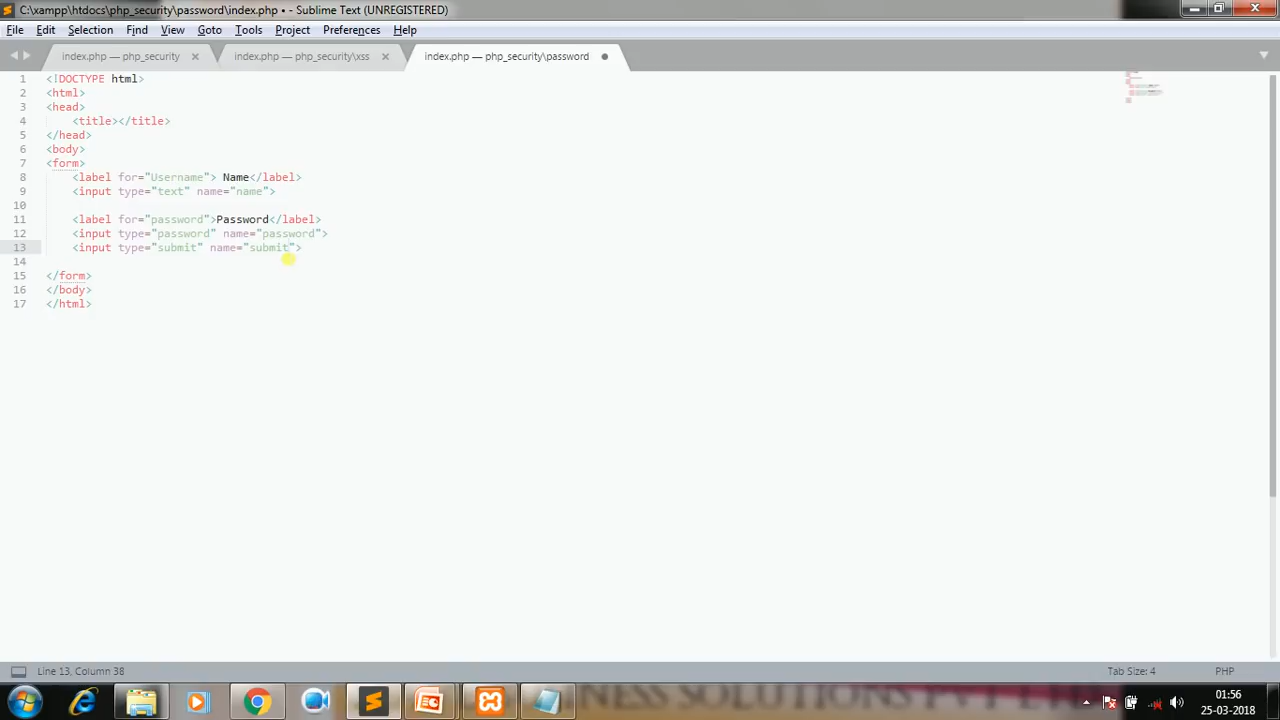 C:\xampp\htdocs\php_security\password\index.php • - Sublime Text (UNREGISTERED)
File Edit Selection Find View Goto Tools Project Preferences Help
index.php — php_security index.php — php_security\xss index.php — php_security\password
1 <!DOCTYPE html>
2 <html>
3 <head>
4 <title></title>
5 </head>
6 <body>
7 <form>
8 <label for="Username"> Name</label>
9 <input type="text" name="name">
10
11 <label for="password">Password</label>
12 <input type="password" name="password">
13 <input type="submit" name="submit">
14
15 </form>
16 </body>
17 </html>
Line 13, Column 38 Tab Size: 4 PHP
01:56
25-03-2018